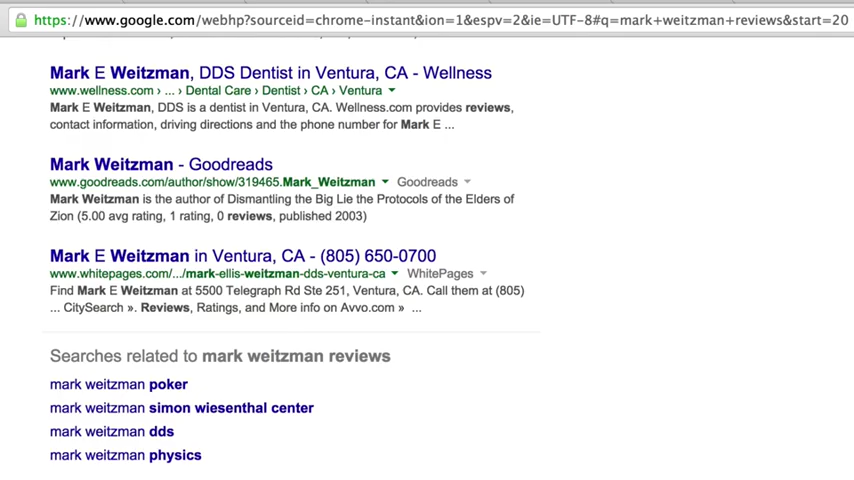 https://www.google.com/webhp?sourceid=chrome-instant&ion=1&espv=2&ie=UTF-8#q=mark+weitzman+reviews&start=20
Mark E Weitzman, DDS Dentist in Ventura, CA - Wellness
www.wellness.com › ... › Dental Care › Dentist › CA › Ventura
Mark E Weitzman, DDS is a dentist in Ventura, CA. Wellness.com provides reviews,
contact information, driving directions and the phone number for Mark E ...
Mark Weitzman - Goodreads
www.goodreads.com/author/show/319465.Mark_Weitzman Goodreads
Mark Weitzman is the author of Dismantling the Big Lie the Protocols of the Elders of
Zion (5.00 avg rating, 1 rating, 0 reviews, published 2003)
Mark E Weitzman in Ventura, CA - (805) 650-0700
www.whitepages.com/.../mark-ellis-weitzman-dds-ventura-ca WhitePages
Find Mark E Weitzman at 5500 Telegraph Rd Ste 251, Ventura, CA. Call them at (805)
... CitySearch ». Reviews, Ratings, and More info on Avvo.com » ...
Searches related to mark weitzman reviews
mark weitzman poker
mark weitzman simon wiesenthal center
mark weitzman dds
mark weitzman physics